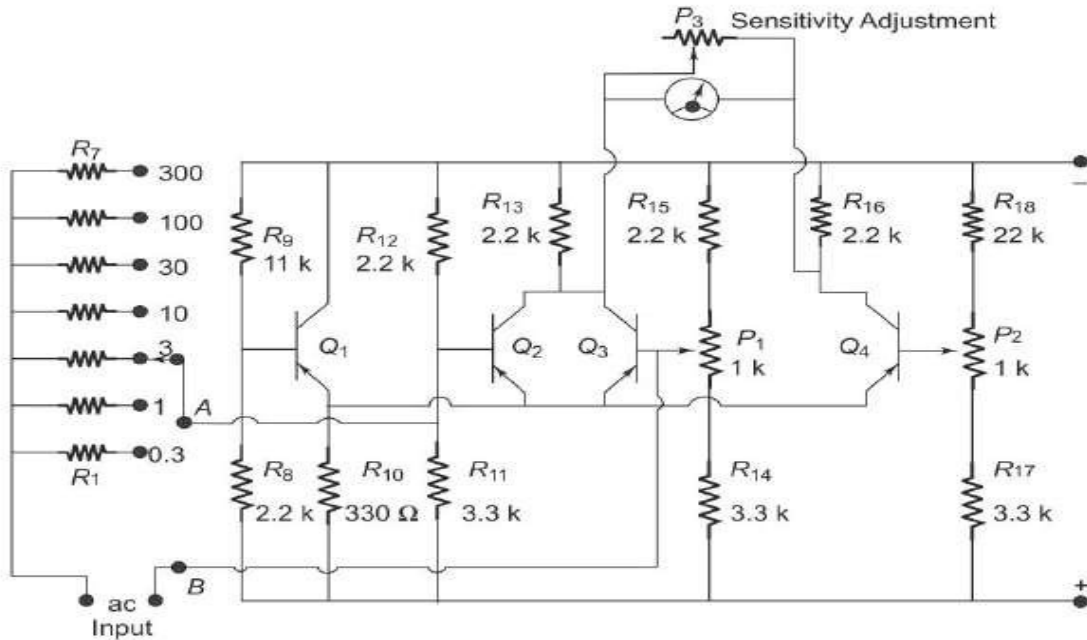 P3 Sensitivity Adjustment
R7
300
100
30
10
3
1
0.3
R1
A
B
ac
Input
R9
11 k
R12
2.2 k
R13
2.2 k
R15
2.2 k
R16
2.2 k
R18
22 k
Q1
Q2
Q3
P1
1 k
Q4
P2
1 k
R8
2.2 k
R10
330 Ω
R11
3.3 k
R14
3.3 k
R17
3.3 k
−
+